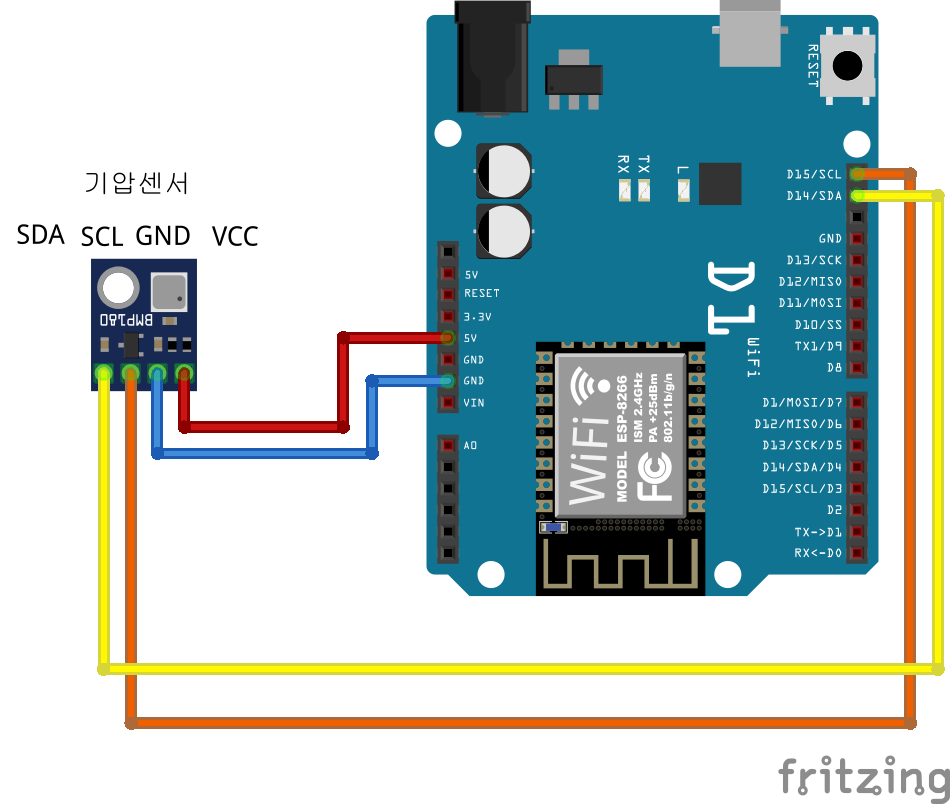 기압센서
SDA SCL GND VCC
BMP180
RESET
RX TX L
D1
WiFi
5V
RESET
3.3V
5V
GND
GND
VIN
A0
D15/SCL
D14/SDA
GND
D13/SCK
D12/MISO
D11/MOSI
D10/SS
TX1/D9
D8
D1/MOSI/D7
D12/MISO/D6
D13/SCK/D5
D14/SDA/D4
D15/SCL/D3
D2
TX->D1
RX<-D0
WiFi
MODEL ESP-8266
ISM 2.4GHz
PA +25dBm
802.11b/g/n
FC
fritzing